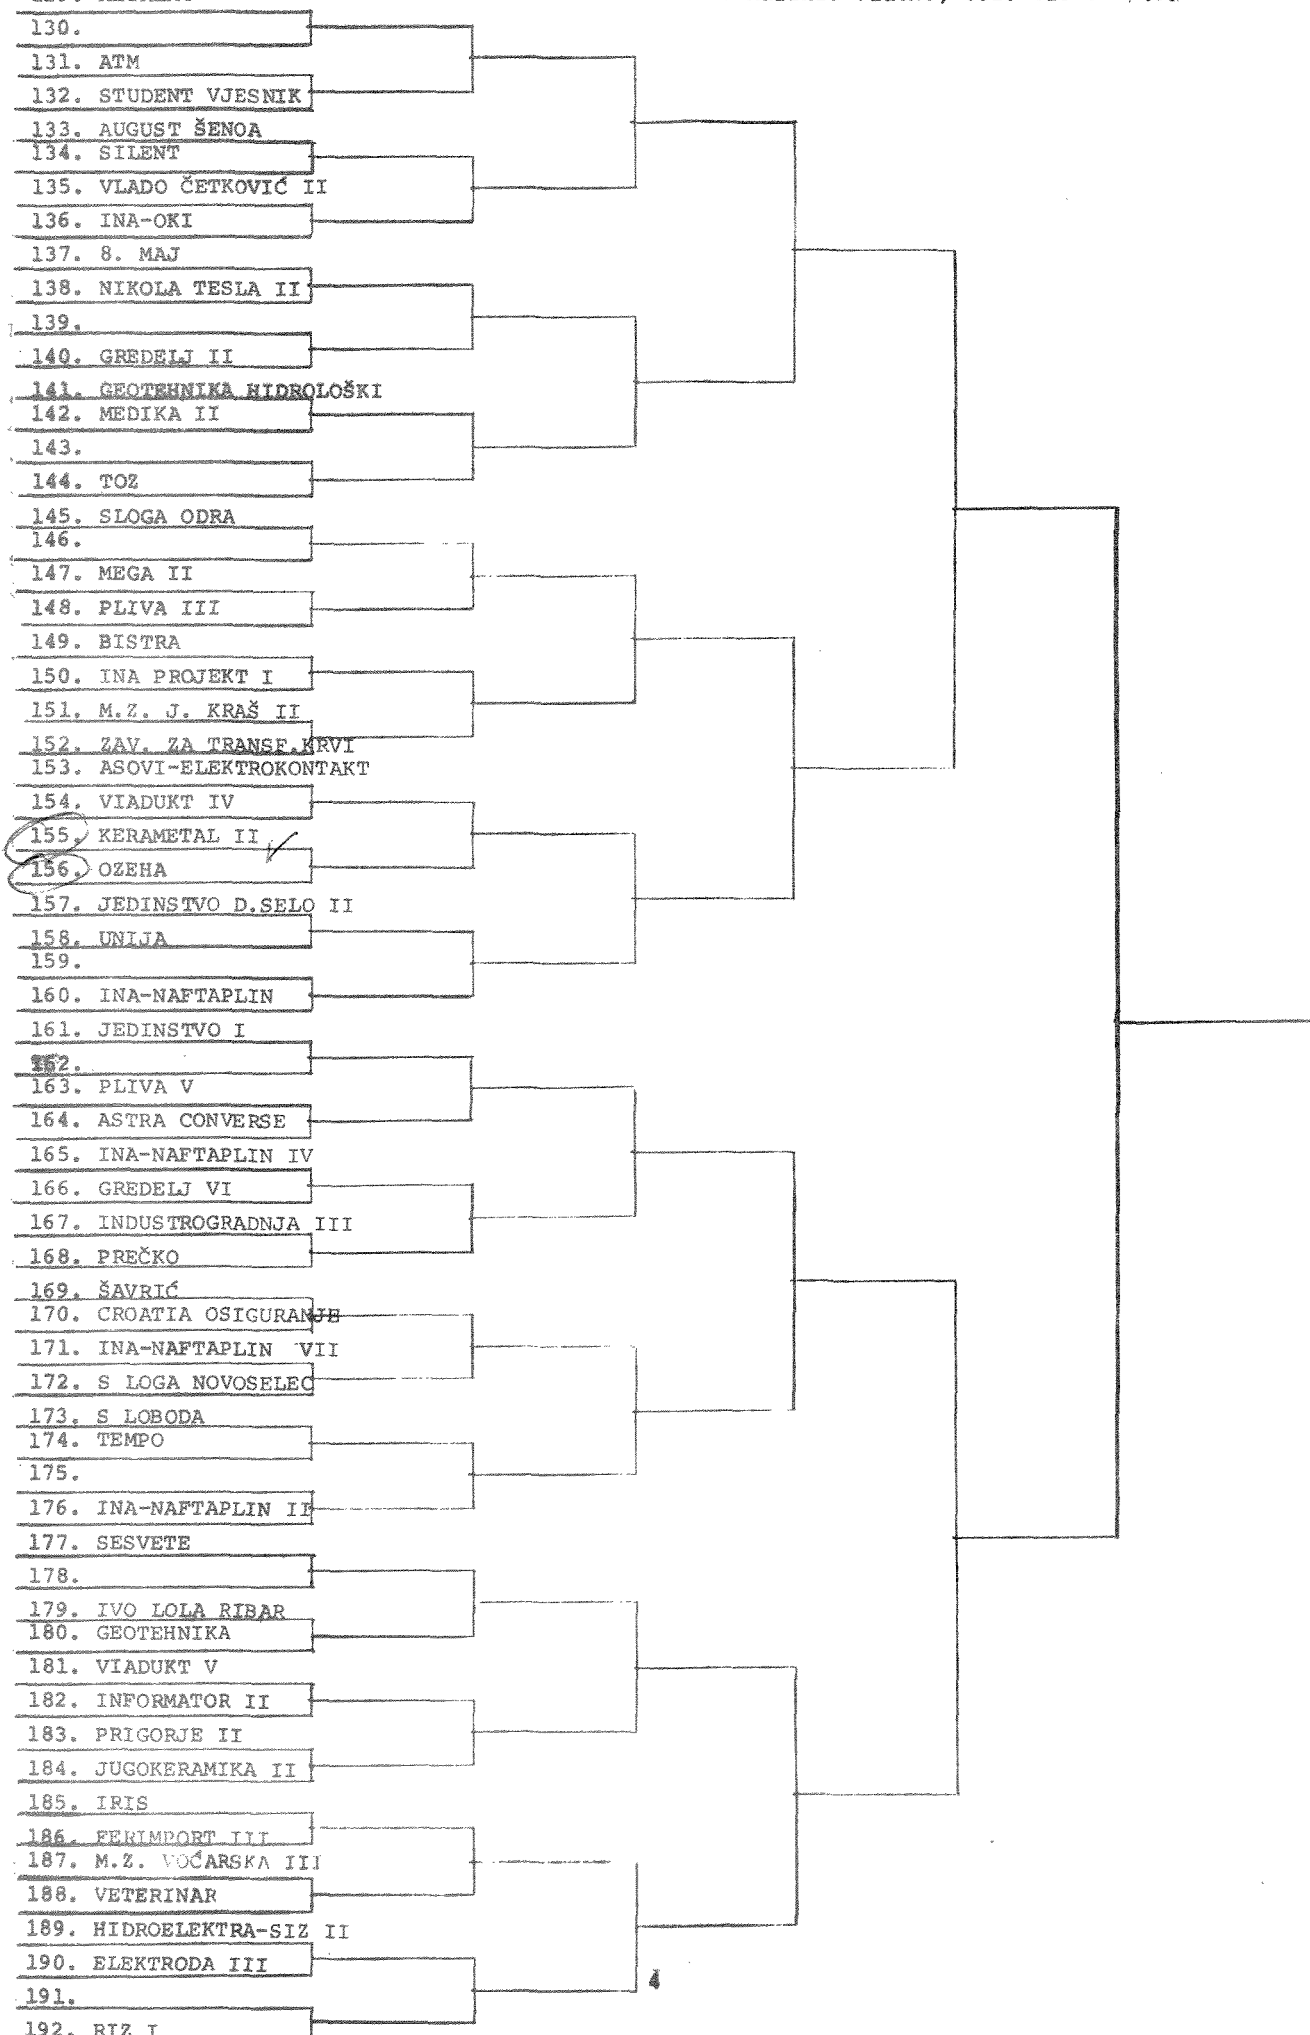 130.
131. ATM
132. STUDENT VJESNIK
133. AUGUST ŠENOA
134. SILENT
135. VLADO ČETKOVIĆ II
136. INA-OKI
137. 8. MAJ
138. NIKOLA TESLA II
139.
140. GREDELJ II
141. GEOTEHNIKA HIDROLOŠKI
142. MEDIKA II
143.
144. TOZ
145. SLOGA ODRA
146.
147. MEGA II
148. PLIVA III
149. BISTRA
150. INA PROJEKT I
151. M.Z. J. KRAŠ II
152. ZAV. ZA TRANSF.KRVI
153. ASOVI-ELEKTROKONTAKT
154. VIADUKT IV
155. KERAMETAL II
156. OZEHA
157. JEDINSTVO D.SELO II
158. UNIJA
159.
160. INA-NAFTAPLIN
161. JEDINSTVO I
162.
163. PLIVA V
164. ASTRA CONVERSE
165. INA-NAFTAPLIN IV
166. GREDELJ VI
167. INDUSTROGRADNJA III
168. PREČKO
169. ŠAVRIĆ
170. CROATIA OSIGURANJE
171. INA-NAFTAPLIN VII
172. S LOGA NOVOSELEC
173. S LOBODA
174. TEMPO
175.
176. INA-NAFTAPLIN II
177. SESVETE
178.
179. IVO LOLA RIBAR
180. GEOTEHNIKA
181. VIADUKT V
182. INFORMATOR II
183. PRIGORJE II
184. JUGOKERAMIKA II
185. IRIS
186. FERIMPORT III
187. M.Z. VOĆARSKA III
188. VETERINAR
189. HIDROELEKTRA-SIZ II
190. ELEKTRODA III
4
191.
192. RIZ I